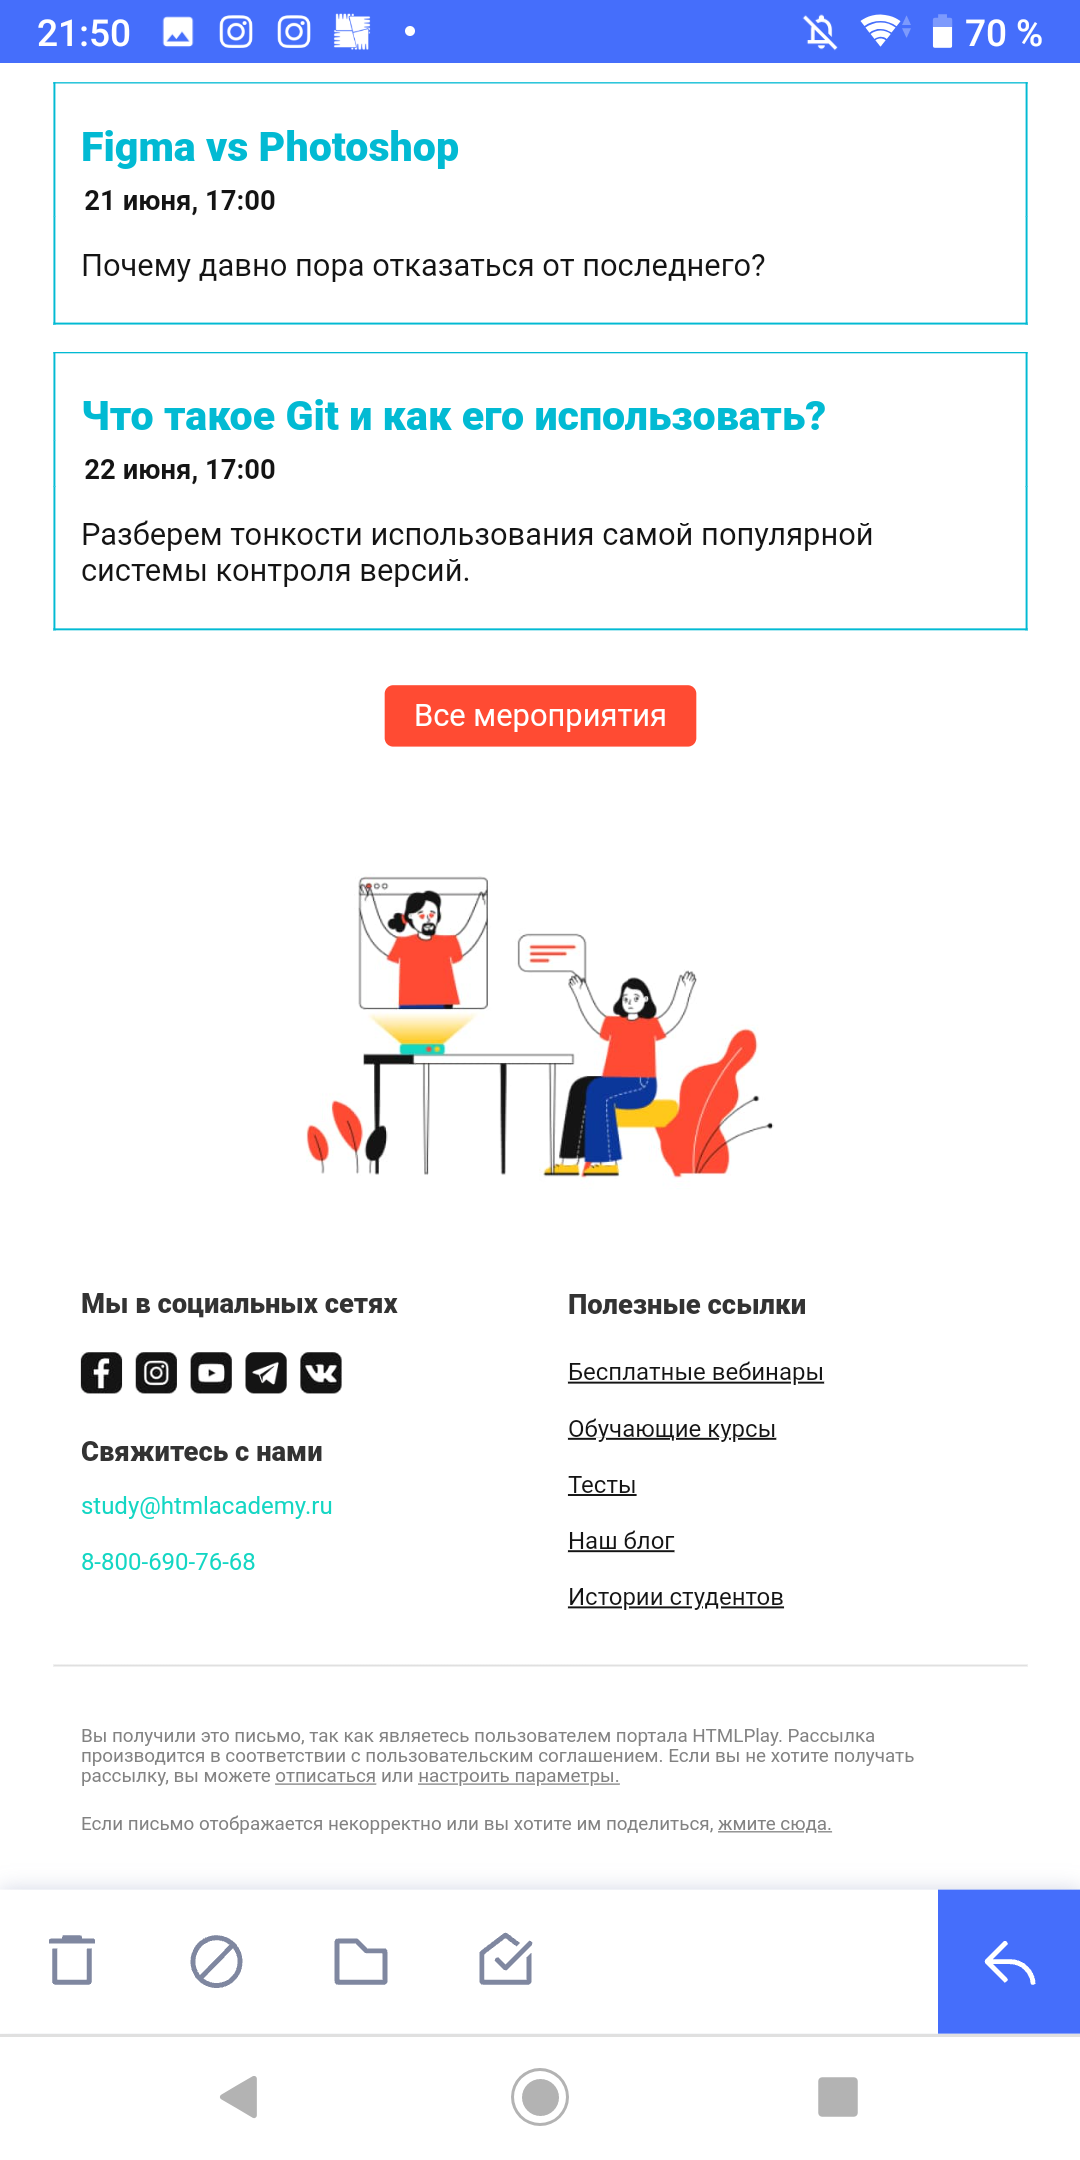 21:50
70 %
Figma vs Photoshop
21 июня, 17:00
Почему давно пора отказаться от последнего?
Что такое Git и как его использовать?
22 июня, 17:00
Разберем тонкости использования самой популярной
системы контроля версий.
Все мероприятия
Мы в социальных сетях
Свяжитесь с нами
study@htmlacademy.ru
8-800-690-76-68
Полезные ссылки
Бесплатные вебинары
Обучающие курсы
Тесты
Наш блог
Истории студентов
Вы получили это письмо, так как являетесь пользователем портала HTMLPlay. Рассылка
производится в соответствии с пользовательским соглашением. Если вы не хотите получать
рассылку, вы можете отписаться или настроить параметры.
Если письмо отображается некорректно или вы хотите им поделиться, жмите сюда.